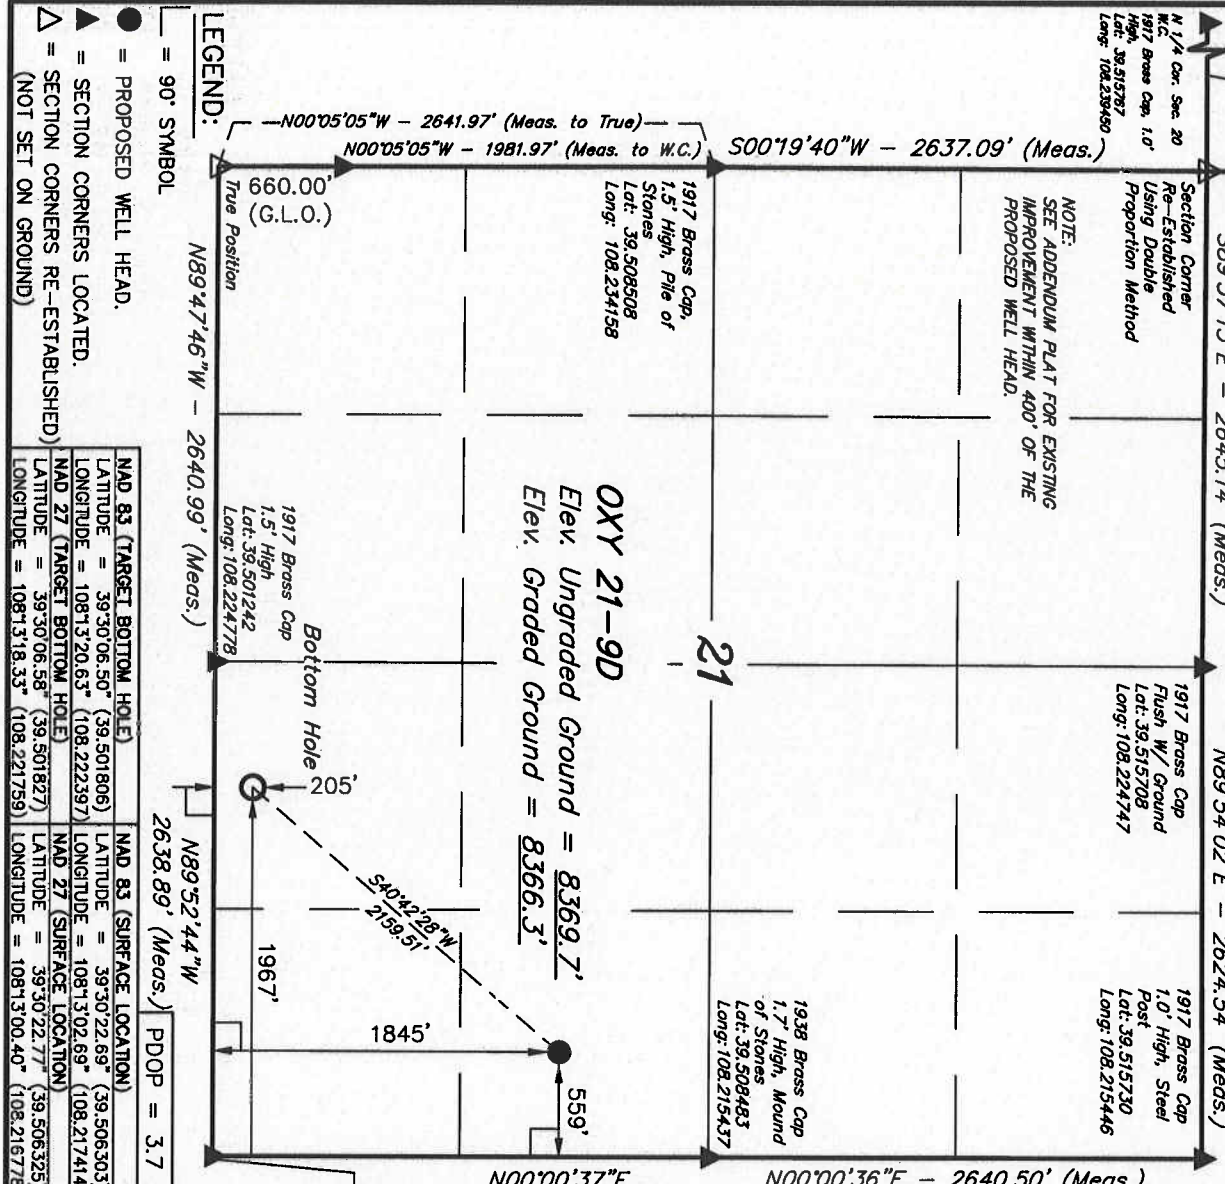 N 1/4 Cor. Sec. 20
W.C.
1917 Brass Cap, 1.0'
High,
Lat: 39.515787
Long: 108.239450
Section Corner
Re-Established
Using Double
Proportion Method
NOTE:
SEE ADDENDUM PLAT FOR EXISTING
IMPROVEMENT WITHIN 400' OF THE
PROPOSED WELL HEAD.
1917 Brass Cap
Flush W/ Ground
Lat: 39.515708
Long: 108.224747
N89°54'02"E - 2624.54' (Meas.)
1917 Brass Cap
1.0' High, Steel
Post
Lat: 39.515730
Long: 108.215446
S00°19'40"W - 2637.09' (Meas.)
N00°05'05"W - 2641.97' (Meas. to True)
N00°05'05"W - 1981.97' (Meas. to W.C.)
1917 Brass Cap,
1.5' High, Pile of
Stones
Lat: 39.508508
Long: 108.234158
660.00'
(G.L.O.)
True Position
21
OXY 21-9D
Elev. Ungraded Ground = 8369.7'
Elev. Graded Ground = 8366.3'
1938 Brass Cap
1.7' High, Mound
of Stones
Lat: 39.508483
Long: 108.215437
N00°00'36"E - 2640.50' (Meas.)
N00°00'37"E
559'
1845'
S40°42'28"W
2159.51'
1967'
Bottom Hole
205'
1917 Brass Cap
1.5' High
Lat: 39.501242
Long: 108.224778
N89°47'46"W - 2640.99' (Meas.)
N89°52'44"W
2638.89' (Meas.)
PDOP = 3.7
LEGEND:
= 90° SYMBOL
= PROPOSED WELL HEAD.
= SECTION CORNERS LOCATED.
= SECTION CORNERS RE-ESTABLISHED
(NOT SET ON GROUND)
NAD 83 (TARGET BOTTOM HOLE)
LATITUDE = 39°30'06.50" (39.501806)
LONGITUDE = 108°13'20.63" (108.222397)
NAD 27 (TARGET BOTTOM HOLE)
LATITUDE = 39°30'06.58" (39.501827)
LONGITUDE = 108°13'18.33" (108.221759)
NAD 83 (SURFACE LOCATION)
LATITUDE = 39°30'22.69" (39.506303
LONGITUDE = 108°13'02.69" (108.217414
NAD 27 (SURFACE LOCATION)
LATITUDE = 39°30'22.77" (39.506325
LONGITUDE = 108°13'00.40" (108.216778